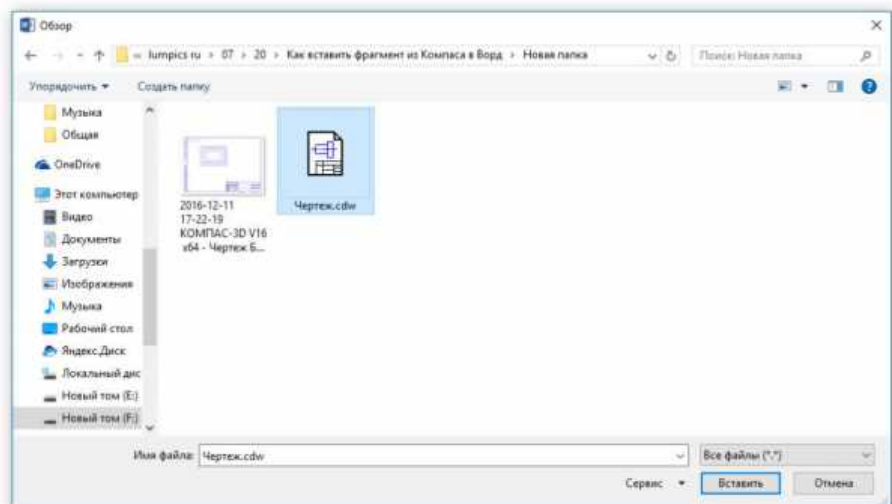 Обзор
« lumpics ru > 07 > 20 > Как вставить фрагмент из Компаса в Ворд > Новая папка
Поиск: Новая папка
Упорядочить
Создать папку
Музыка
Общая
OneDrive
Этот компьютер
Видео
Документы
Загрузки
Изображения
Музыка
Рабочий стол
Яндекс.Диск
Локальный дис
Новый том (E:)
Новый том (F:)
2016-12-11
17-22-19
КОМПАС-3D V16
x64 - Чертеж Б...
Чертеж.cdw
Имя файла: Чертеж.cdw
Все файлы (*.*)
Сервис
Вставить
Отмена